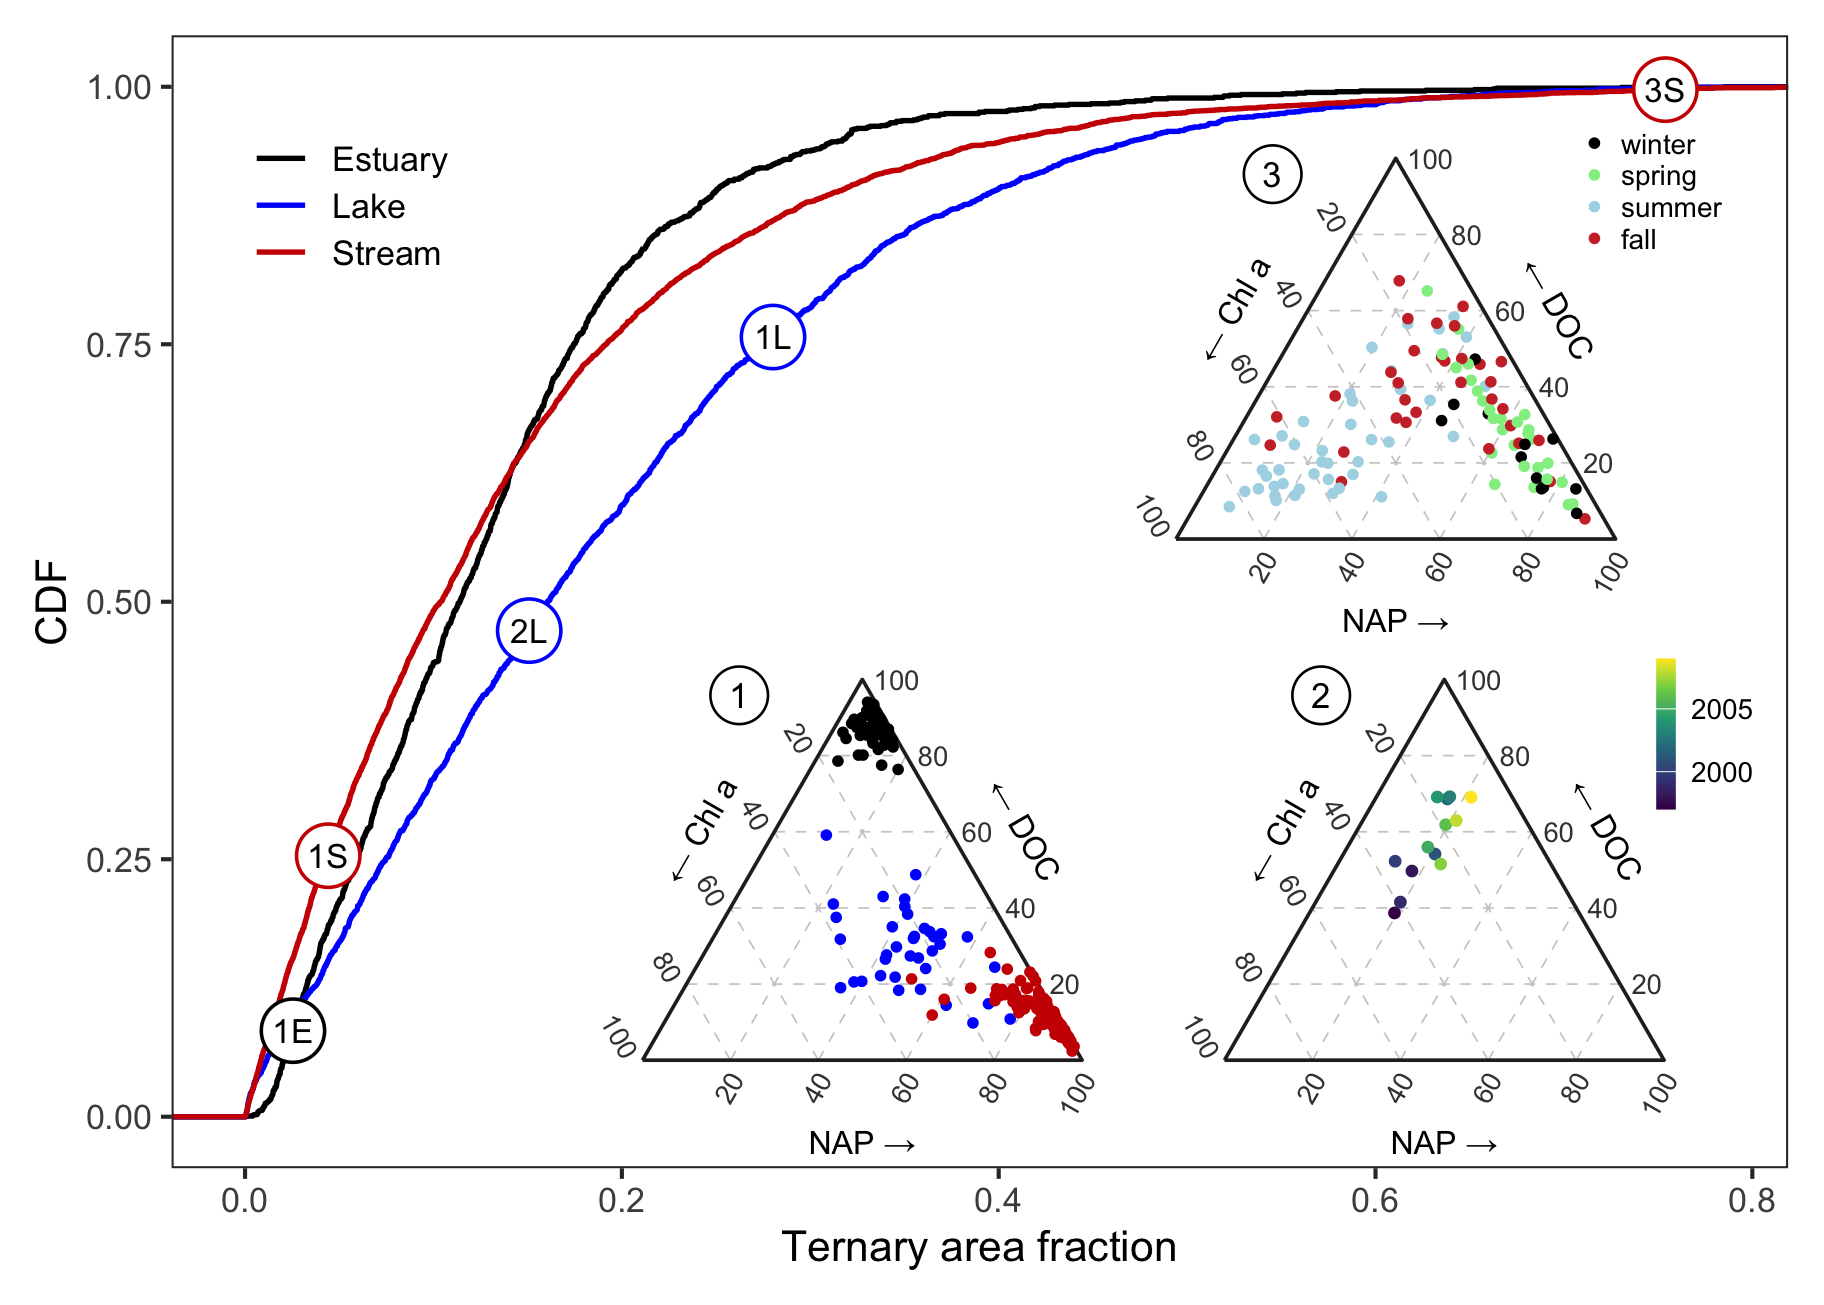 1.00
0.75
0.50
0.25
0.00
CDF
0.0
0.2
0.4
0.6
0.8
Ternary area fraction
Estuary
Lake
Stream
1E
1S
2L
1L
3S
winter
spring
summer
fall
3
100
80
60
40
20
← DOC
20
40
60
80
100
← Chl a
20
40
60
80
100
NAP →
1
100
80
60
40
20
← DOC
20
40
60
80
100
← Chl a
20
40
60
80
100
NAP →
2
100
80
60
40
20
← DOC
20
40
60
80
100
← Chl a
20
40
60
80
100
NAP →
2005
2000